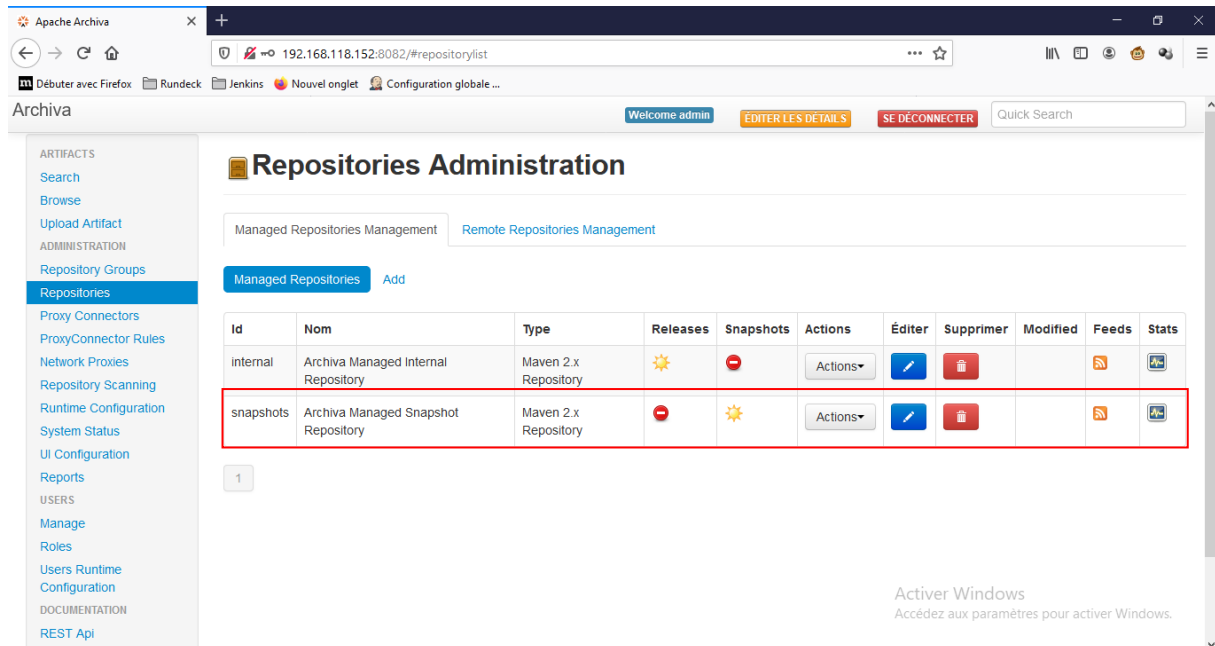 Apache Archiva
192.168.118.152:8082/#repositorylist
Débuter avec Firefox Rundeck Jenkins Nouvel onglet Configuration globale ...
Archiva Welcome admin ÉDITER LES DÉTAILS SE DÉCONNECTER Quick Search
ARTIFACTS
Search
Browse
Upload Artifact
ADMINISTRATION
Repository Groups
Repositories
Proxy Connectors
ProxyConnector Rules
Network Proxies
Repository Scanning
Runtime Configuration
System Status
UI Configuration
Reports
USERS
Manage
Roles
Users Runtime
Configuration
DOCUMENTATION
REST Api
Repositories Administration
Managed Repositories Management Remote Repositories Management
Managed Repositories Add
Id Nom Type Releases Snapshots Actions Éditer Supprimer Modified Feeds Stats
internal Archiva Managed Internal Maven 2.x Actions
Repository Repository
snapshots Archiva Managed Snapshot Maven 2.x Actions
Repository Repository
1
Activer Windows
Accédez aux paramètres pour activer Windows.